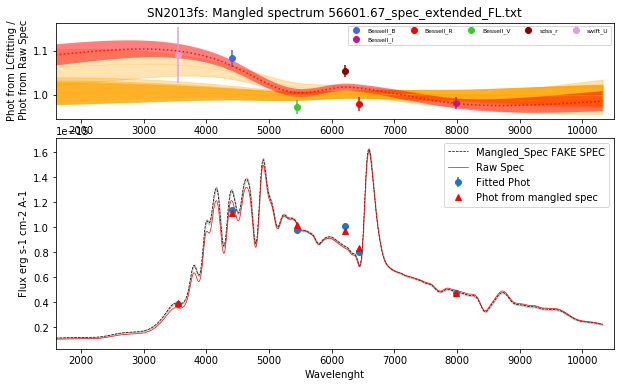 SN2013fs: Mangled spectrum 56601.67_spec_extended_FL.txt
Phot from LCfitting /
Phot from Raw Spec
1.1
1.0
Bessell_B
Bessell_I
Bessell_R
Bessell_V
sdss_r
swift_U
2000 3000 4000 5000 6000 7000 8000 9000 10000
Flux erg s-1 cm-2 A-1
1.6
1.4
1.2
1.0
0.8
0.6
0.4
0.2
Mangled_Spec FAKE SPEC
Raw Spec
Fitted Phot
Phot from mangled spec
2000 3000 4000 5000 6000 7000 8000 9000 10000
Wavelenght